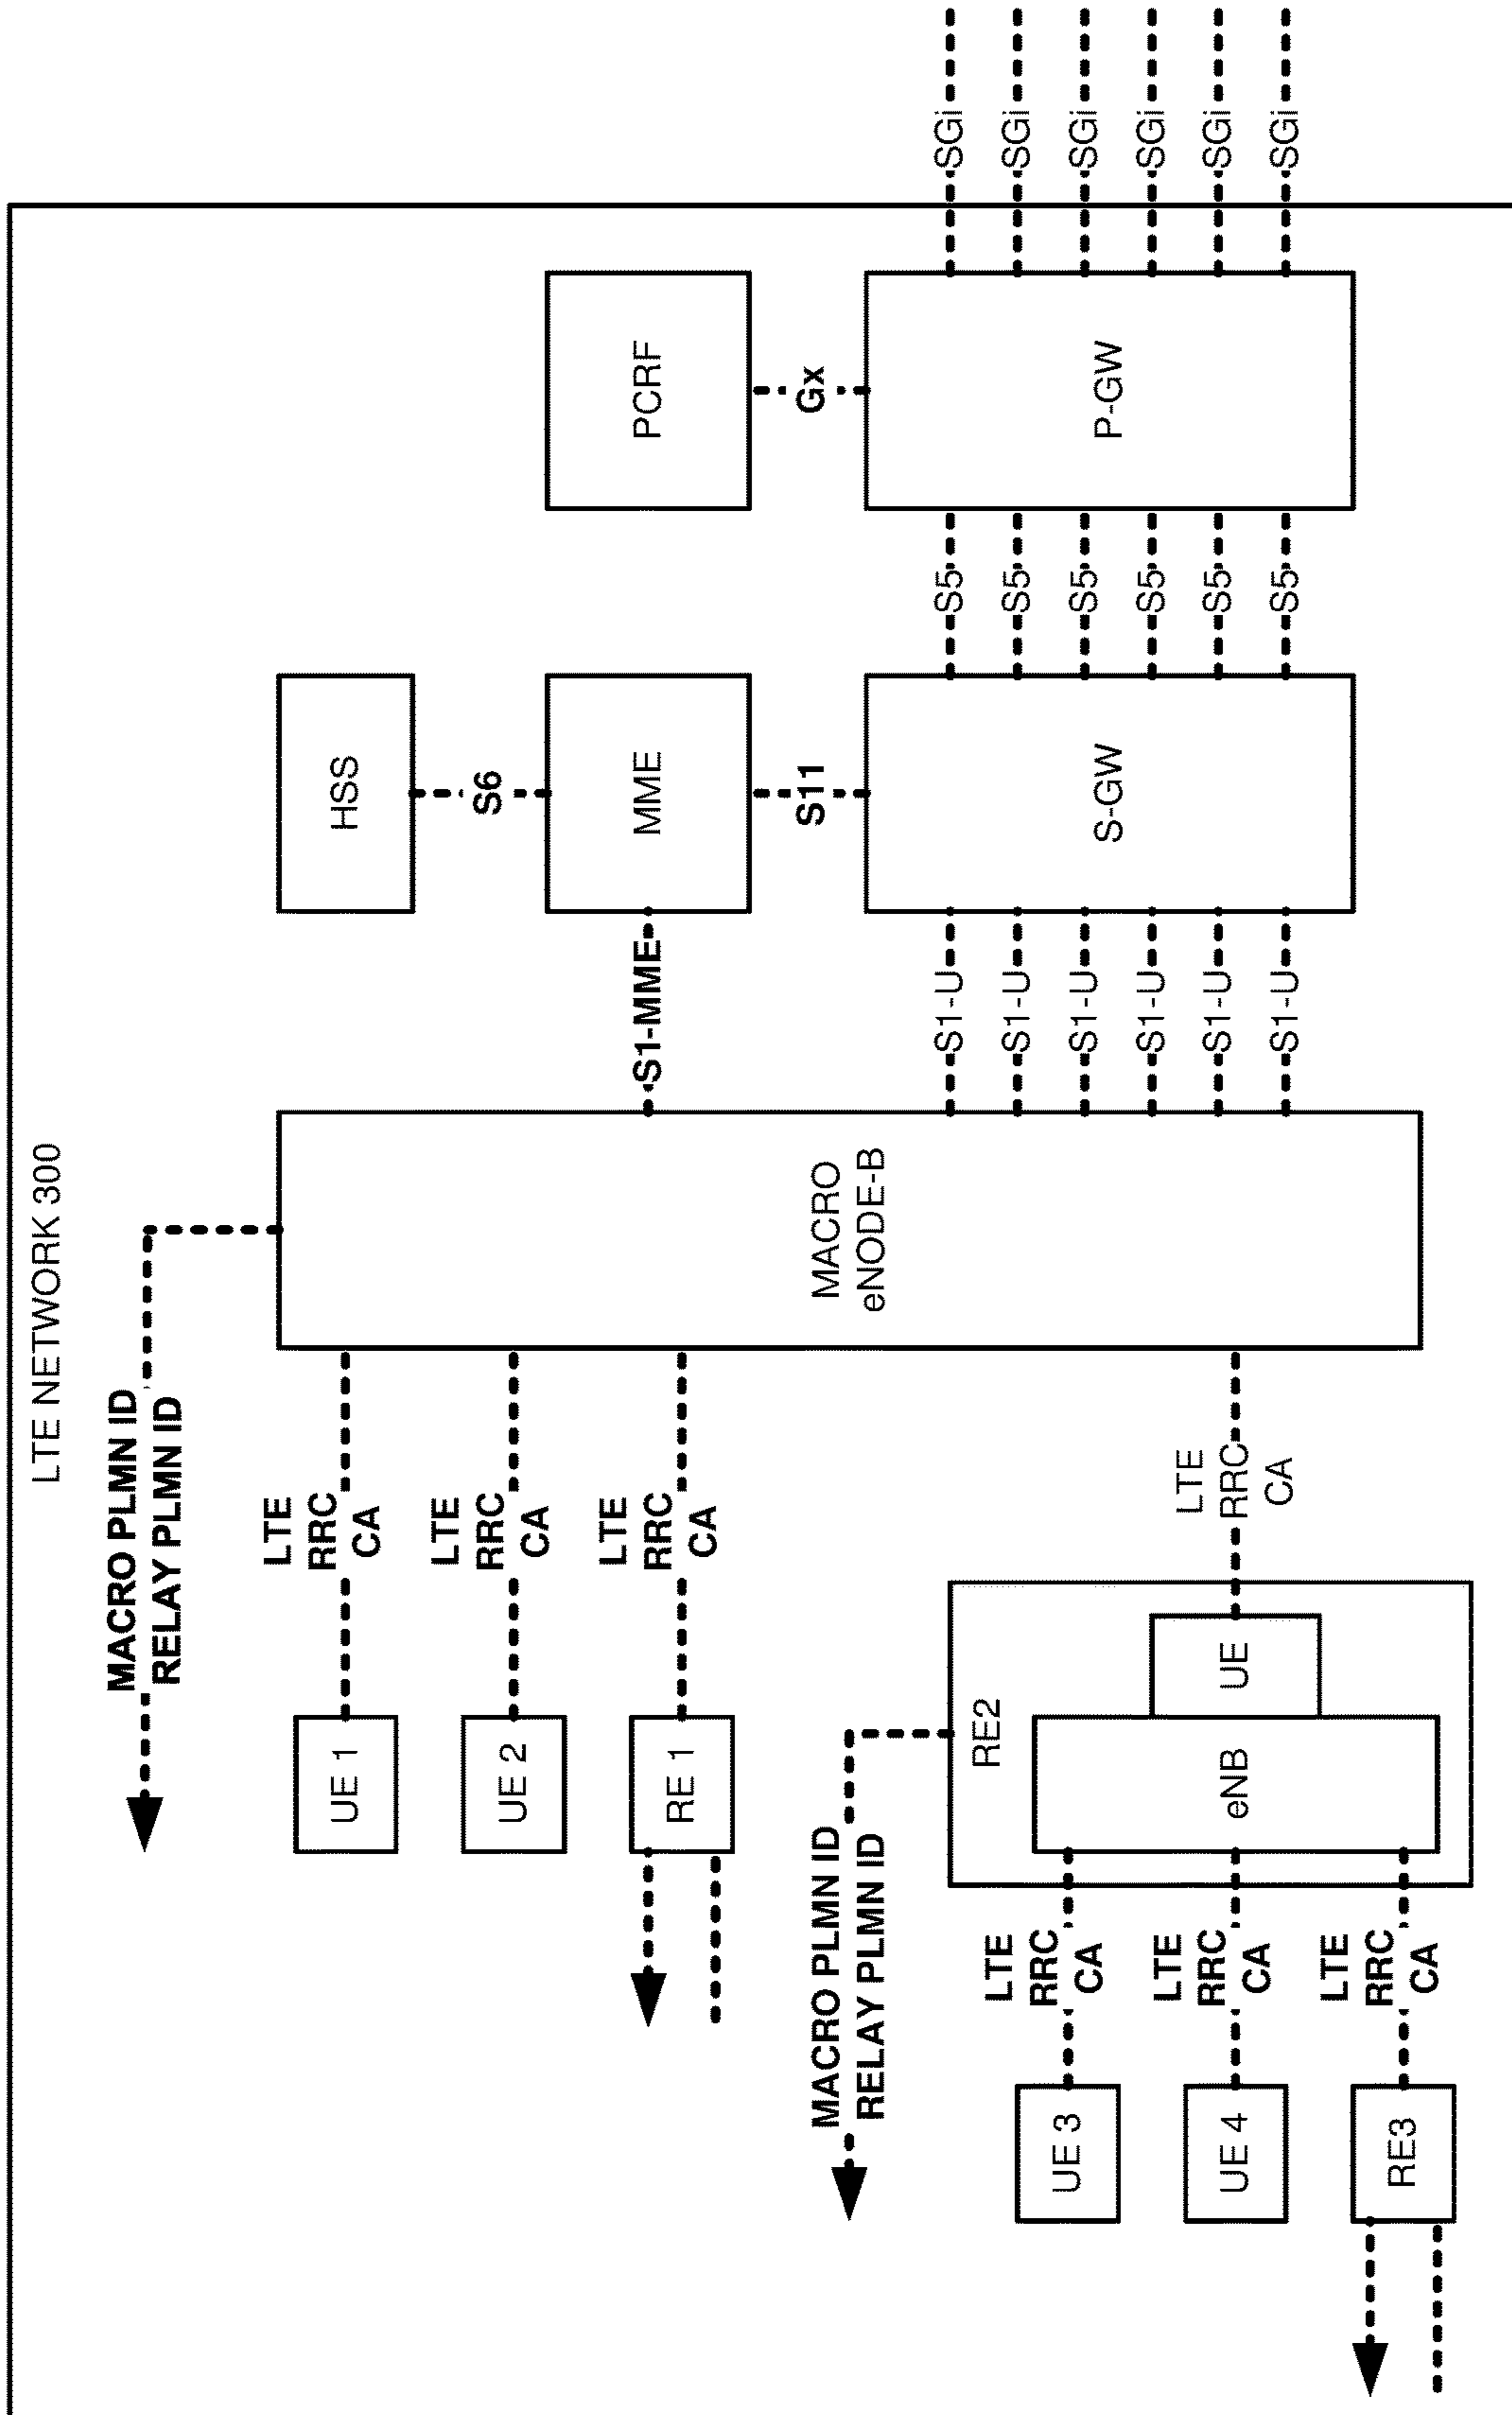 LTE NETWORK 300
MACRO PLMN ID
RELAY PLMN ID
UE 1
LTE
RRC
CA
UE 2
LTE
RRC
CA
RE 1
LTE
RRC
CA
MACRO
eNODE-B
HSS
S6
MME
S1-MME
S11
PCRF
Gx
MACRO PLMN ID
RELAY PLMN ID
RE2
eNB
UE
LTE
RRC
CA
UE 3
LTE
RRC
CA
UE 4
LTE
RRC
CA
RE3
LTE
RRC
CA
S1-U
S1-U
S1-U
S1-U
S1-U
S1-U
S-GW
S5
S5
S5
S5
S5
S5
P-GW
SGi
SGi
SGi
SGi
SGi
SGi